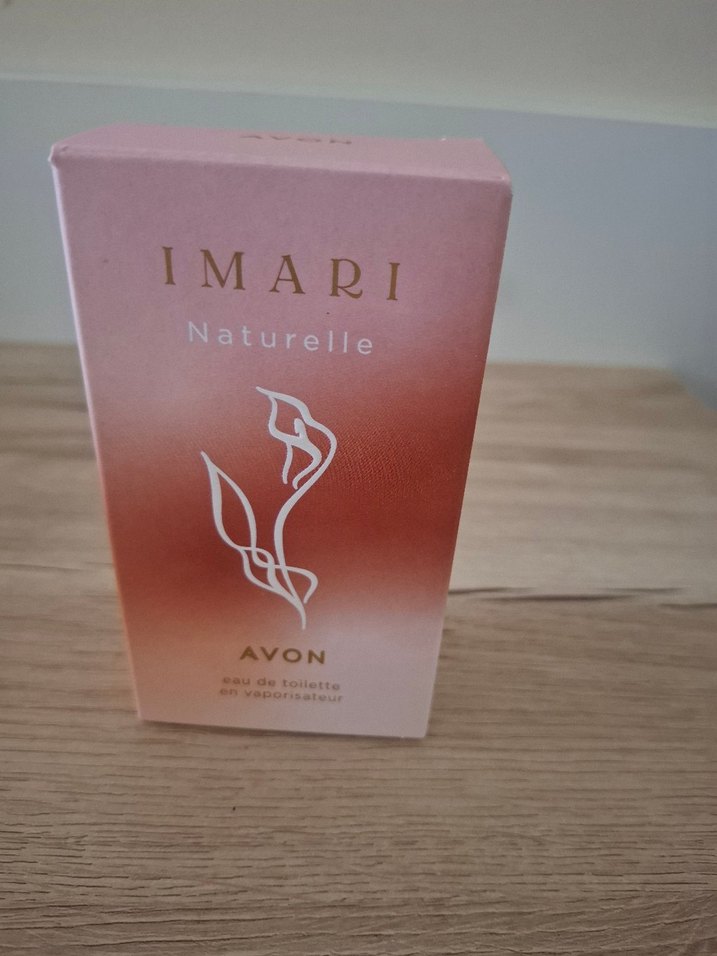 AVON
IMARI
Naturelle
AVON
eau de toilette
en vaporisateur